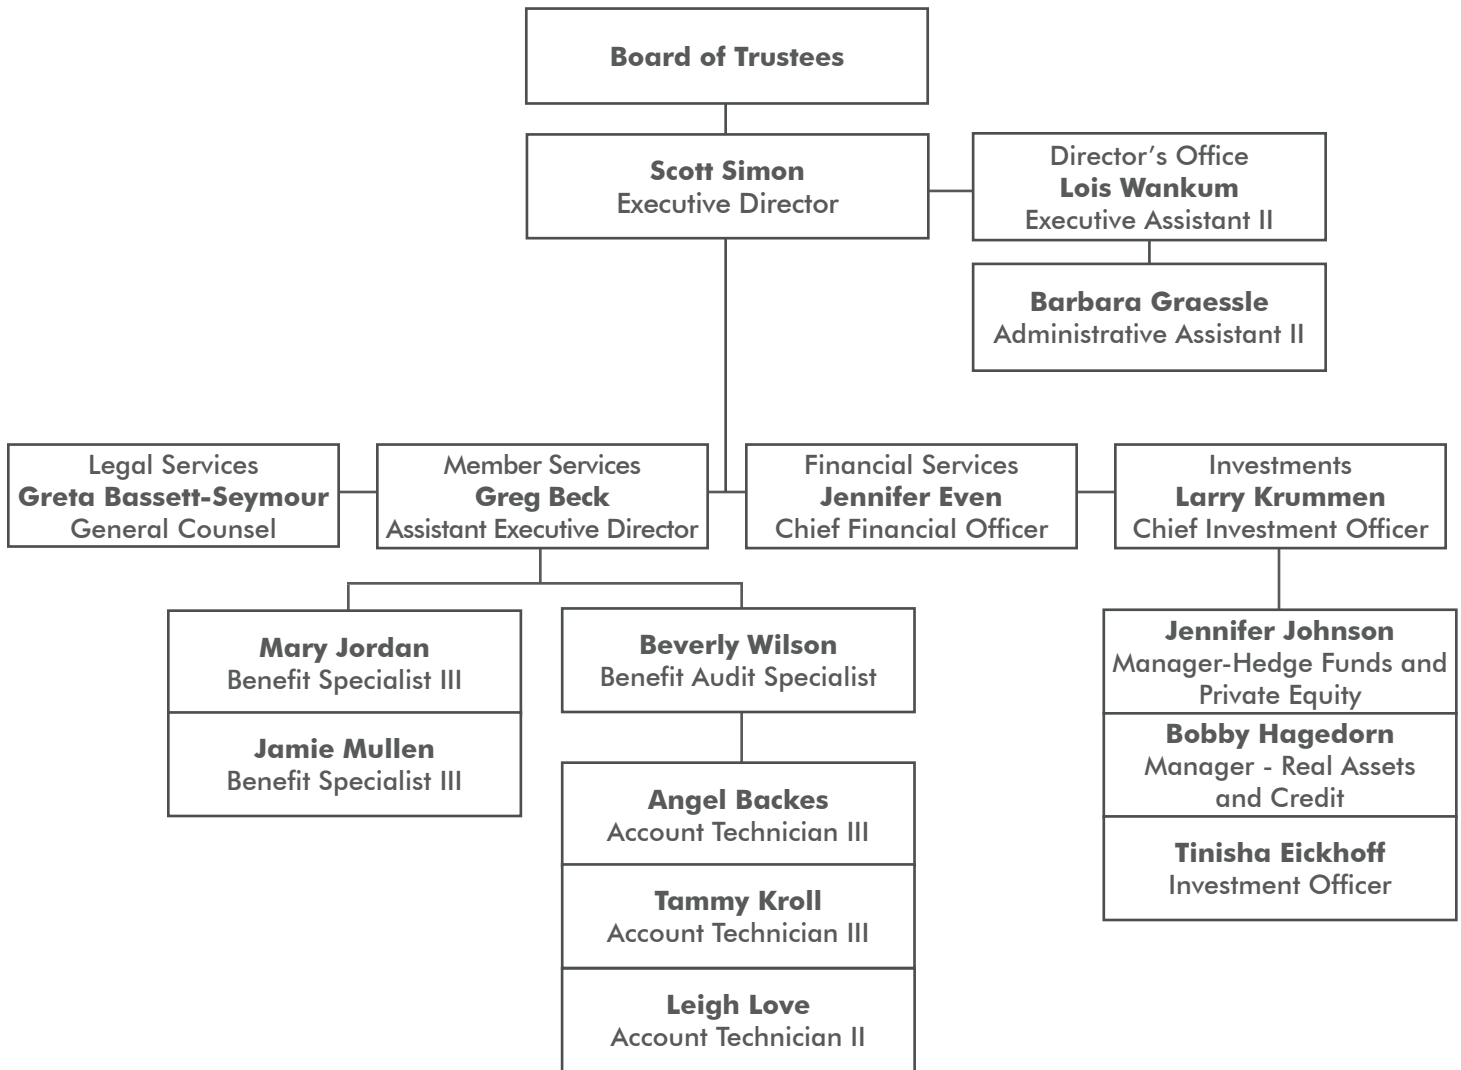 Board of Trustees
Scott Simon
Executive Director
Director's Office
Lois Wankum
Executive Assistant II
Barbara Graessle
Administrative Assistant II
Legal Services
Greta Bassett-Seymour
General Counsel
Member Services
Greg Beck
Assistant Executive Director
Financial Services
Jennifer Even
Chief Financial Officer
Investments
Larry Krummen
Chief Investment Officer
Mary Jordan
Benefit Specialist III
Jamie Mullen
Benefit Specialist III
Beverly Wilson
Benefit Audit Specialist
Angel Backes
Account Technician III
Tammy Kroll
Account Technician III
Leigh Love
Account Technician II
Jennifer Johnson
Manager-Hedge Funds and
Private Equity
Bobby Hagedorn
Manager - Real Assets
and Credit
Tinisha Eickhoff
Investment Officer